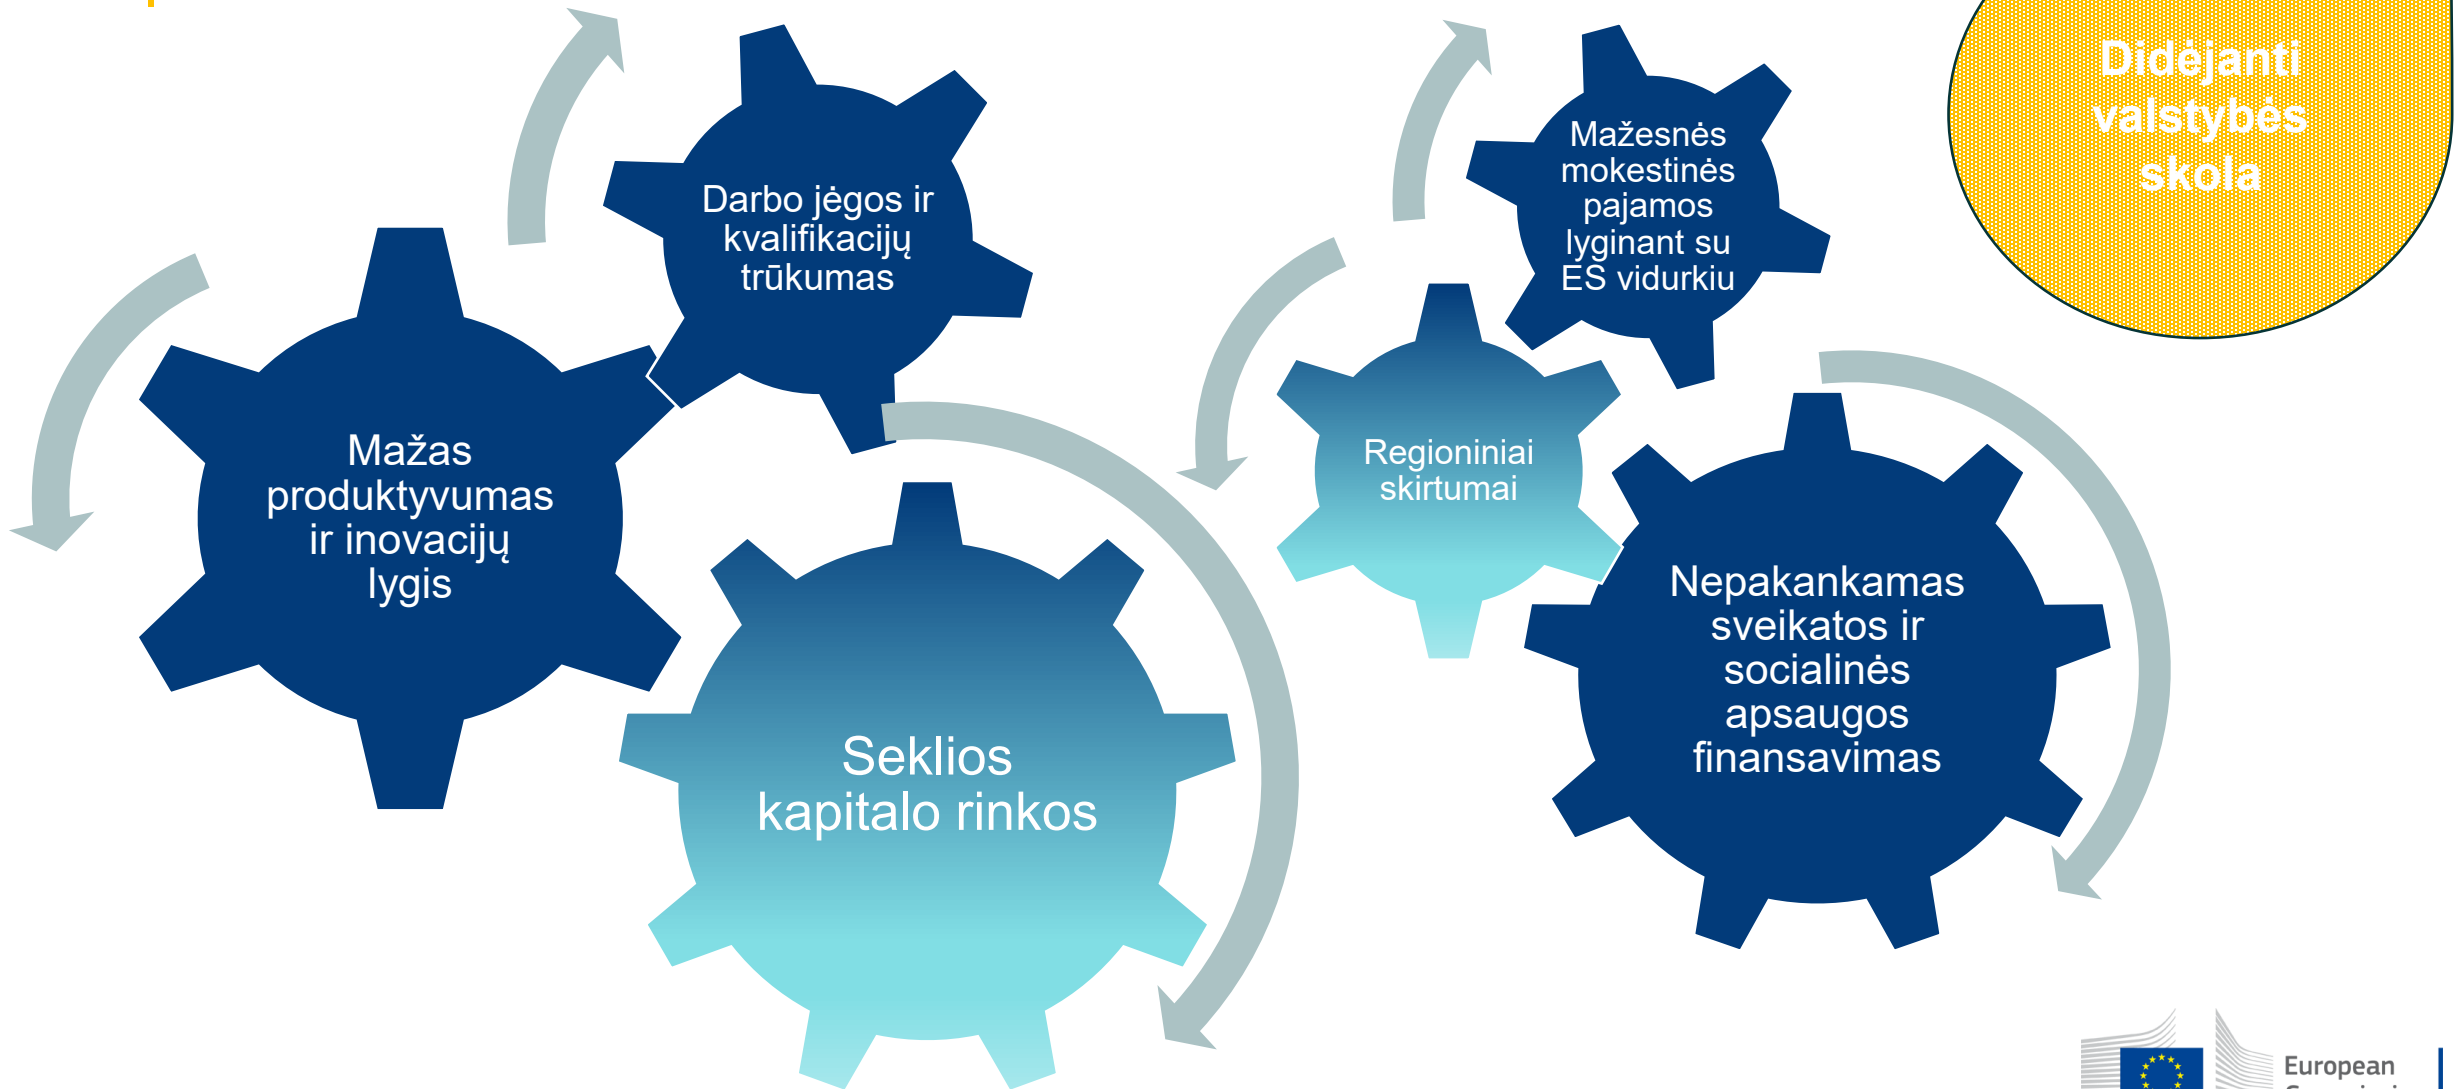 Didėjanti
valstybės
skola
Darbo jėgos ir
kvalifikacijų
trūkumas
Mažesnės
mokestinės
pajamos
lyginant su
ES vidurkiu
Mažas
produktyvumas
ir inovacijų
lygis
Regioniniai
skirtumai
Seklios
kapitalo rinkos
Nepakankamas
sveikatos ir
socialinės
apsaugos
finansavimas
European